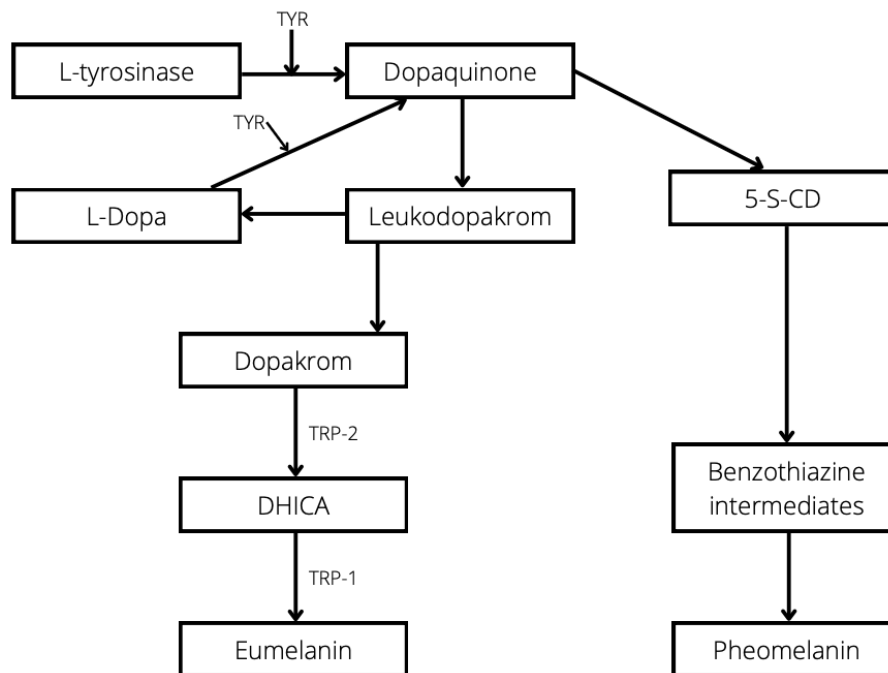 TYR
L-tyrosinase
Dopaquinone
TYR
5-S-CD
L-Dopa
Leukodopakrom
Dopakrom
TRP-2
Benzothiazine
intermediates
DHICA
TRP-1
Eumelanin
Pheomelanin